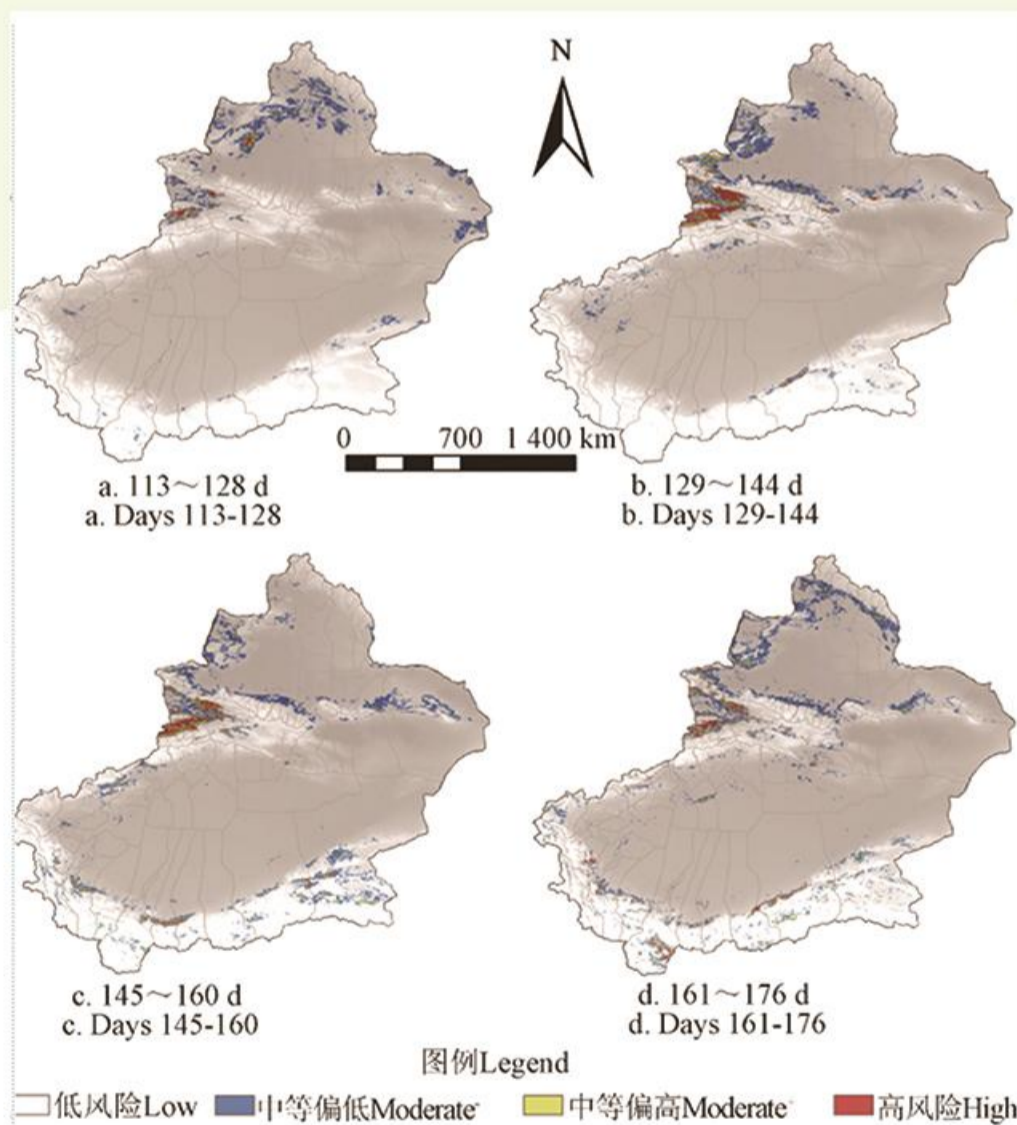 N
0 700 1 400 km
a. 113～128 d
a. Days 113-128
b. 129～144 d
b. Days 129-144
c. 145～160 d
c. Days 145-160
d. 161～176 d
d. Days 161-176
图例Legend
低风险Low 中等偏低Moderate⁻ 中等偏高Moderate 高风险High